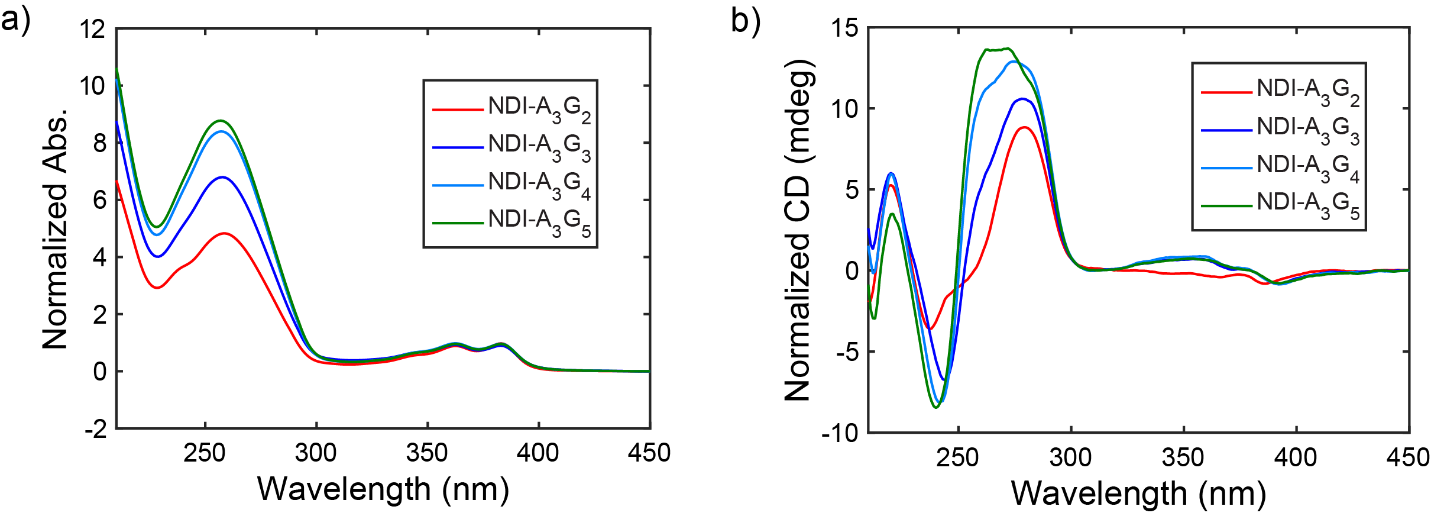 a)
Normalized Abs.
12
10
8
6
4
2
0
-2
NDI-A3G2
NDI-A3G3
NDI-A3G4
NDI-A3G5
250
300
350
400
450
Wavelength (nm)
b)
Normalized CD (mdeg)
15
10
5
0
-5
-10
NDI-A3G2
NDI-A3G3
NDI-A3G4
NDI-A3G5
250
300
350
400
450
Wavelength (nm)